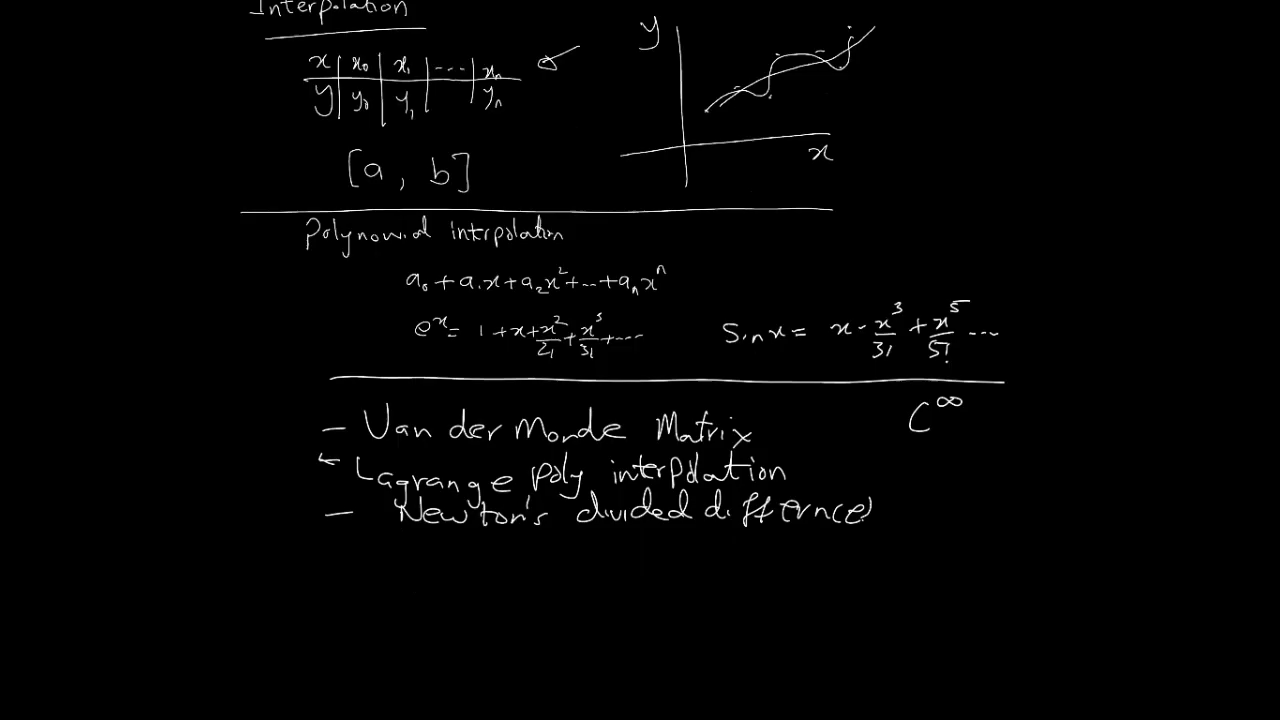 Interpolation
x | x₀ | x₁ | ... | xₙ
y | y₀ | y₁ | | yₙ
y
x
[a, b]
Polynomial interpolation
a₀ + a₁x + a₂x² + ... + aₙxⁿ
eˣ = 1 + x + x²/2! + x³/3! + ...
Sin x = x - x³/3! + x⁵/5! ...
C^∞
- Van der Monde Matrix
- Lagrange poly interpolation
- Newton's divided difference